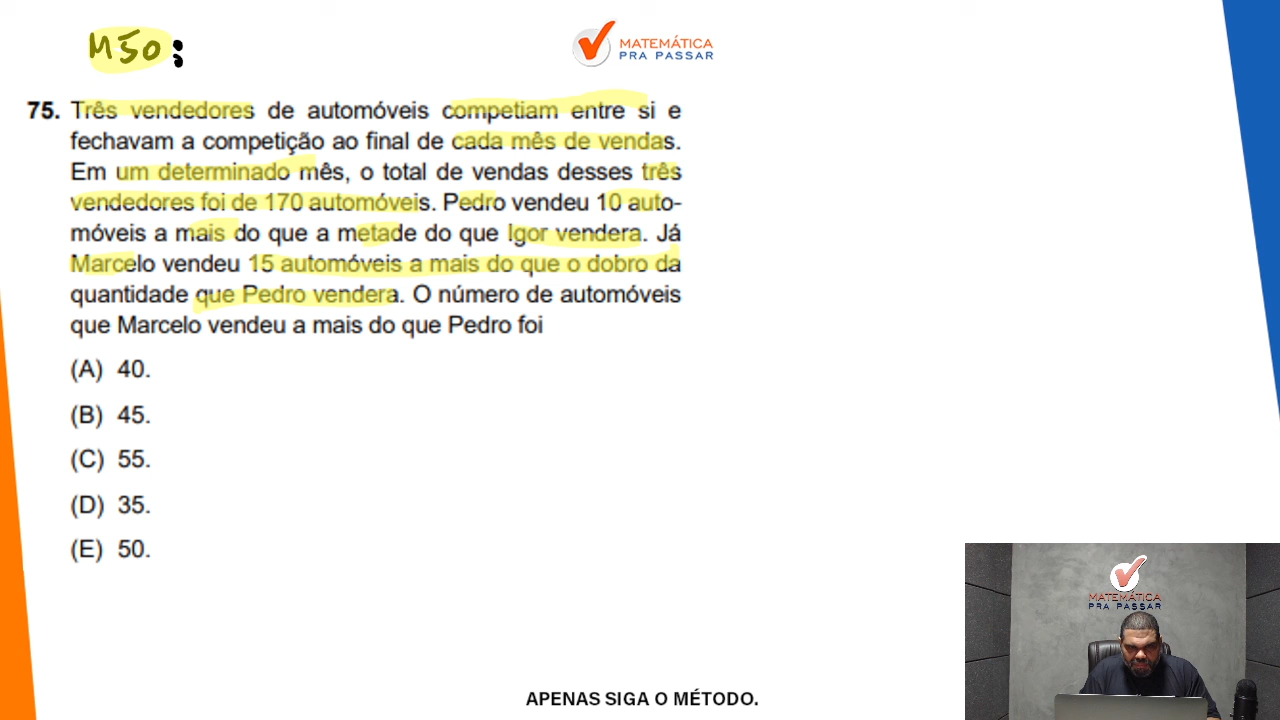 M50:
MATEMÁTICA
PRA PASSAR
75. Três vendedores de automóveis competiam entre si e
fechavam a competição ao final de cada mês de vendas.
Em um determinado mês, o total de vendas desses três
vendedores foi de 170 automóveis. Pedro vendeu 10 auto-
móveis a mais do que a metade do que Igor vendera. Já
Marcelo vendeu 15 automóveis a mais do que o dobro da
quantidade que Pedro vendera. O número de automóveis
que Marcelo vendeu a mais do que Pedro foi
(A) 40.
(B) 45.
(C) 55.
(D) 35.
(E) 50.
MATEMÁTICA
PRA PASSAR
APENAS SIGA O MÉTODO.